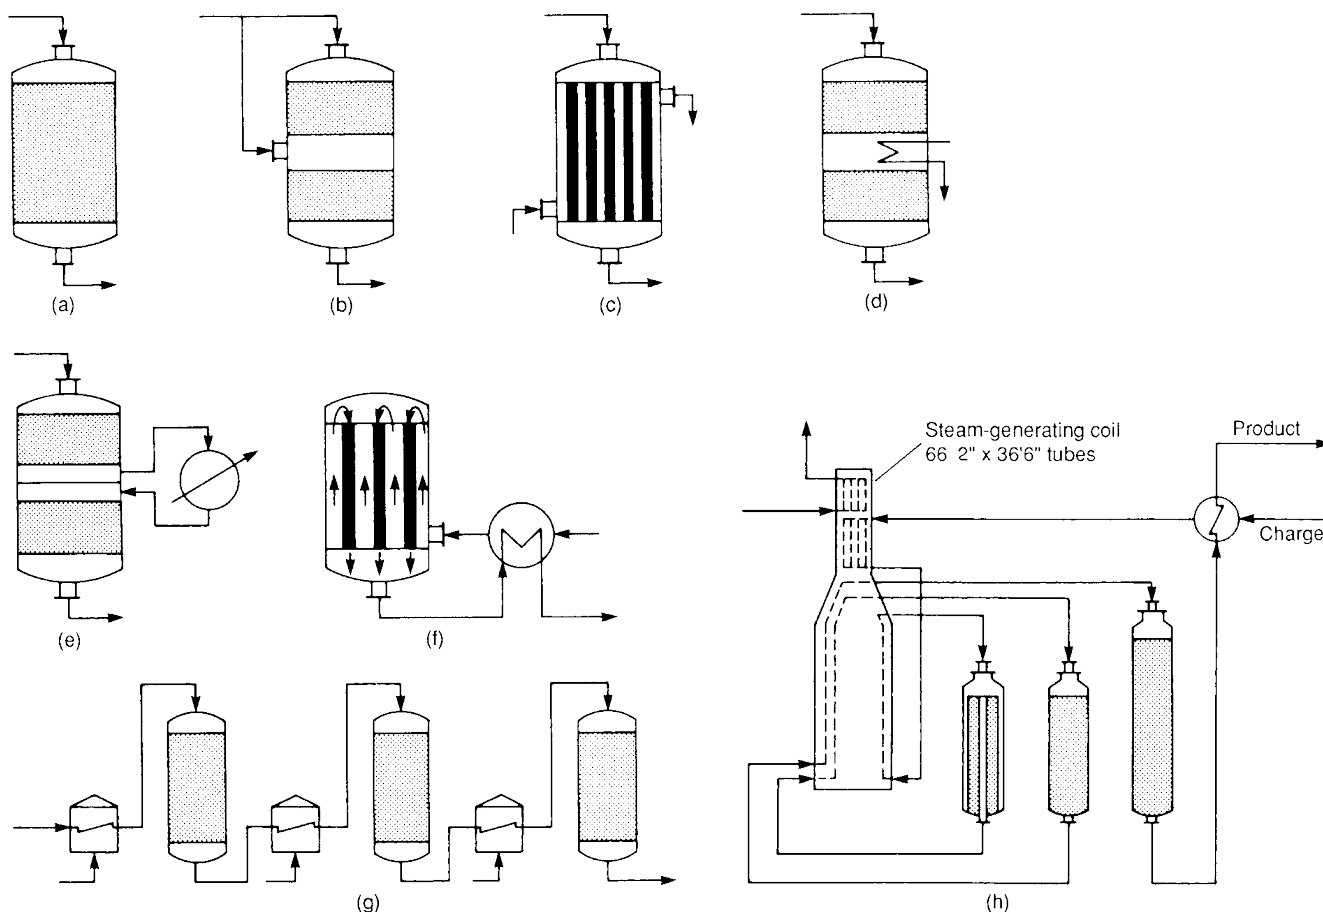 (a)
(b)
(c)
(d)
(e)
(f)
Steam-generating coil
66 2" x 36'6" tubes
Product
Charge
(g)
(h)